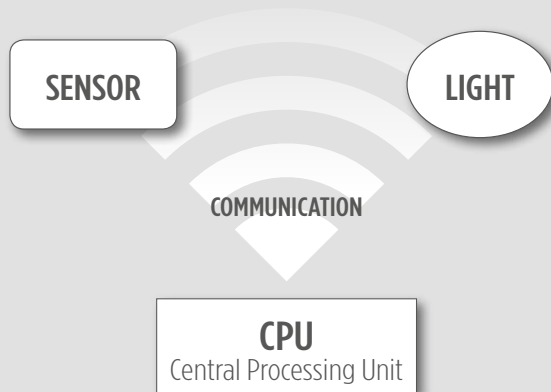 SENSOR
LIGHT
COMMUNICATION
CPU
Central Processing Unit